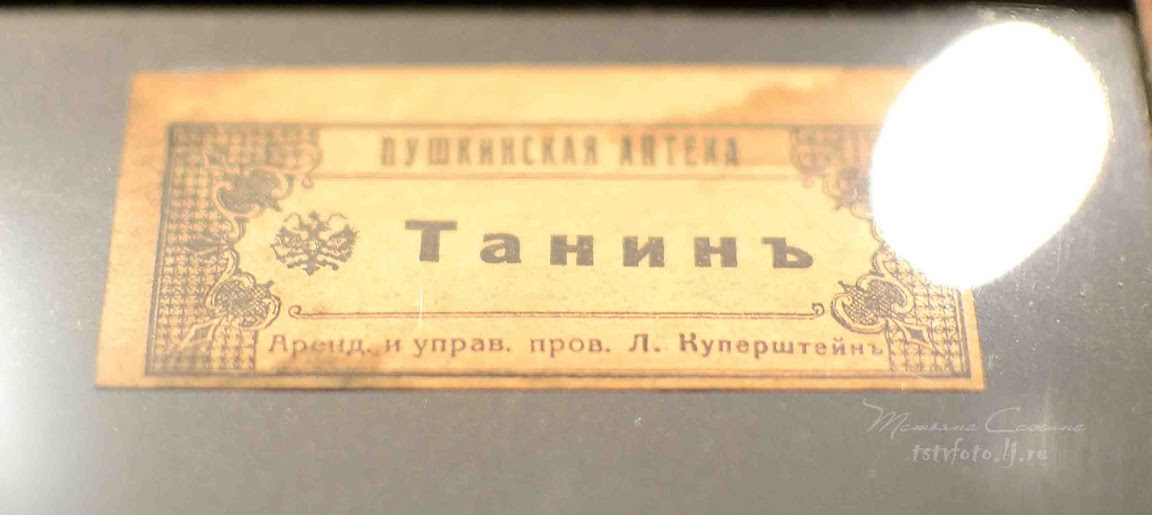 ПУШКИНСКАЯ АПТЕКА
Танинъ
Аренд. и управ. пров. Л. Куперштейнъ
Татьяна Сажина
tstvfoto.lj.ru